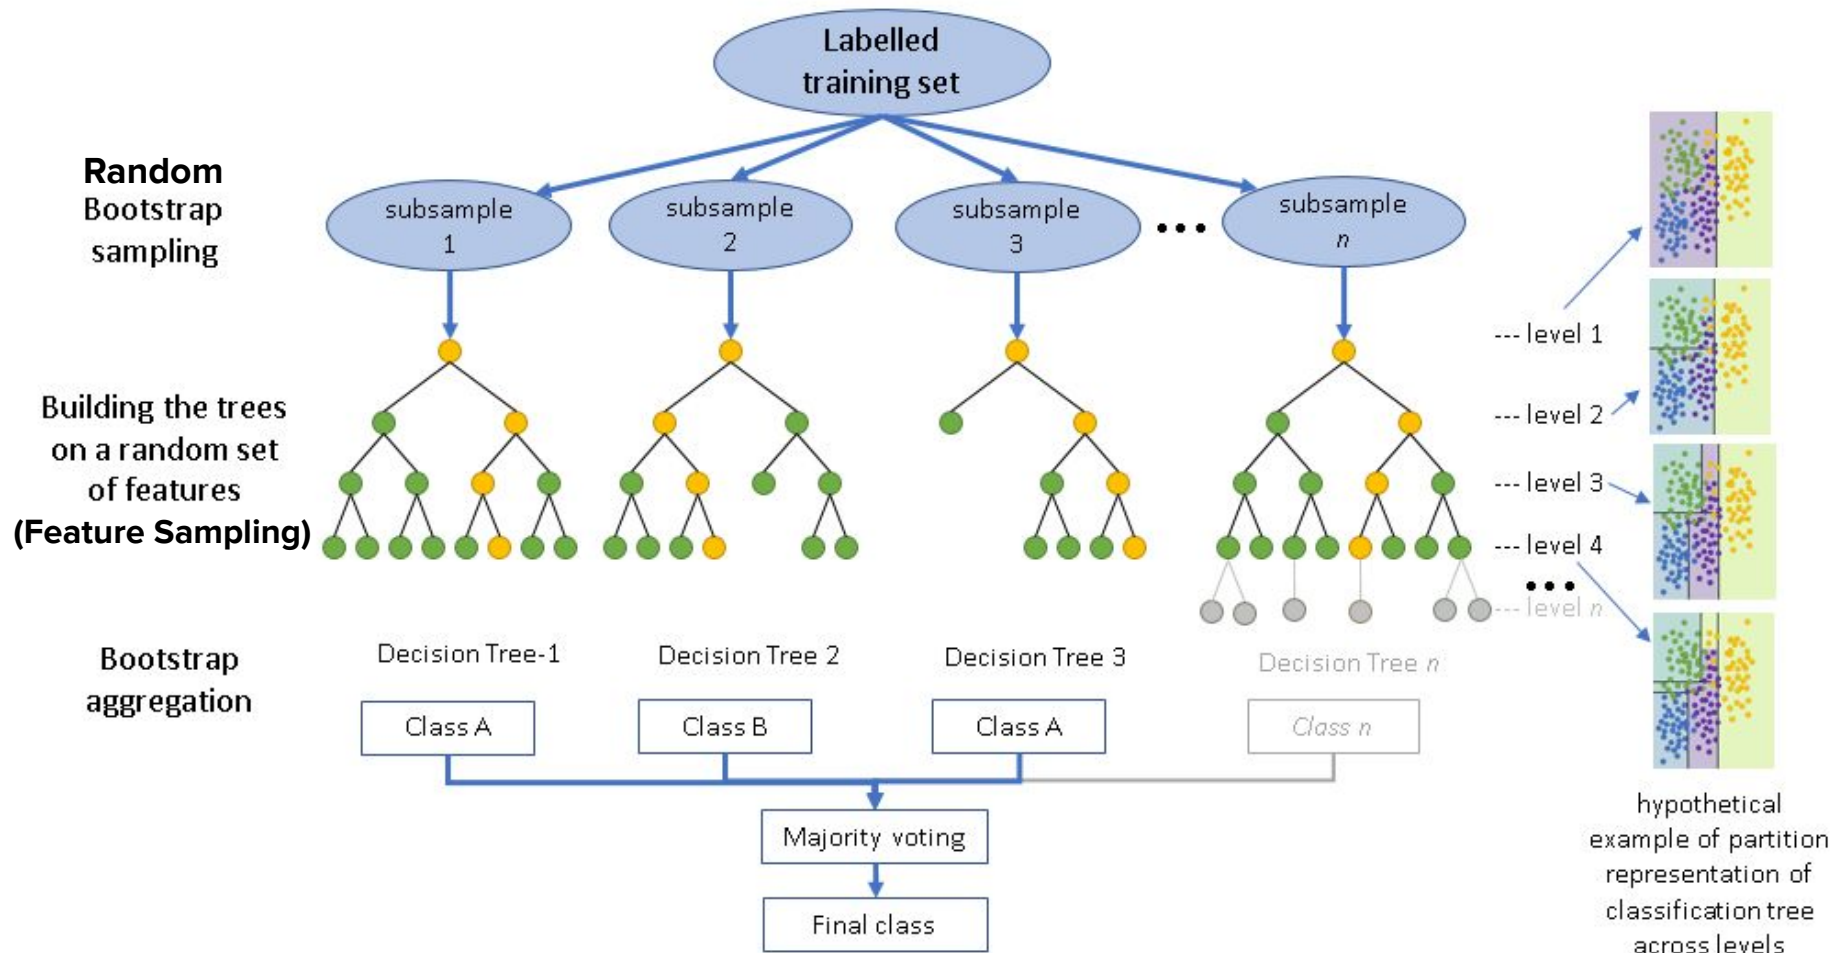 Labelled
training set
Random
Bootstrap
sampling
subsample
1
subsample
2
subsample
3
•••
subsample
n
Building the trees
on a random set
of features
(Feature Sampling)
--- level 1
--- level 2
--- level 3
--- level 4
•••
--- level n
Bootstrap
aggregation
Decision Tree-1
Decision Tree 2
Decision Tree 3
Decision Tree n
Class A
Class B
Class A
Class n
Majority voting
Final class
hypothetical
example of partition
representation of
classification tree
across levels